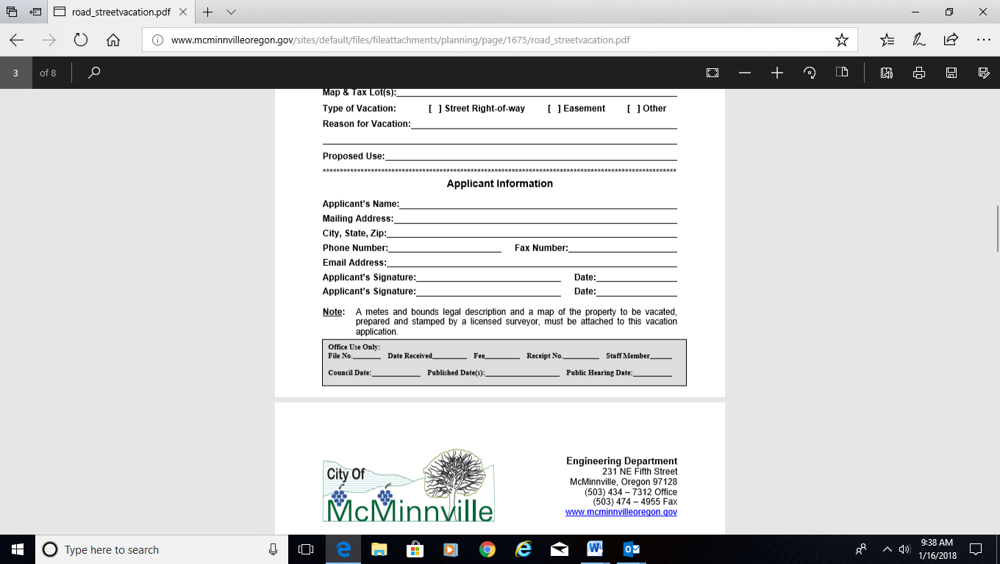 road_streetvacation.pdf
www.mcminnvilleoregon.gov/sites/default/files/fileattachments/planning/page/1675/road_streetvacation.pdf
3 of 8
Map & Tax Lot(s):
Type of Vacation: [ ] Street Right-of-way [ ] Easement [ ] Other
Reason for Vacation:
Proposed Use:
Applicant Information
Applicant's Name:
Mailing Address:
City, State, Zip:
Phone Number: Fax Number:
Email Address:
Applicant's Signature: Date:
Applicant's Signature: Date:
Note: A metes and bounds legal description and a map of the property to be vacated,
prepared and stamped by a licensed surveyor, must be attached to this vacation
application.
Office Use Only:
File No. Date Received Fee Receipt No. Staff Member
Council Date: Published Date(s): Public Hearing Date:
City Of
McMinnville
Engineering Department
231 NE Fifth Street
McMinnville, Oregon 97128
(503) 434 – 7312 Office
(503) 474 – 4955 Fax
www.mcminnvilleoregon.gov
Type here to search
9:38 AM
1/16/2018